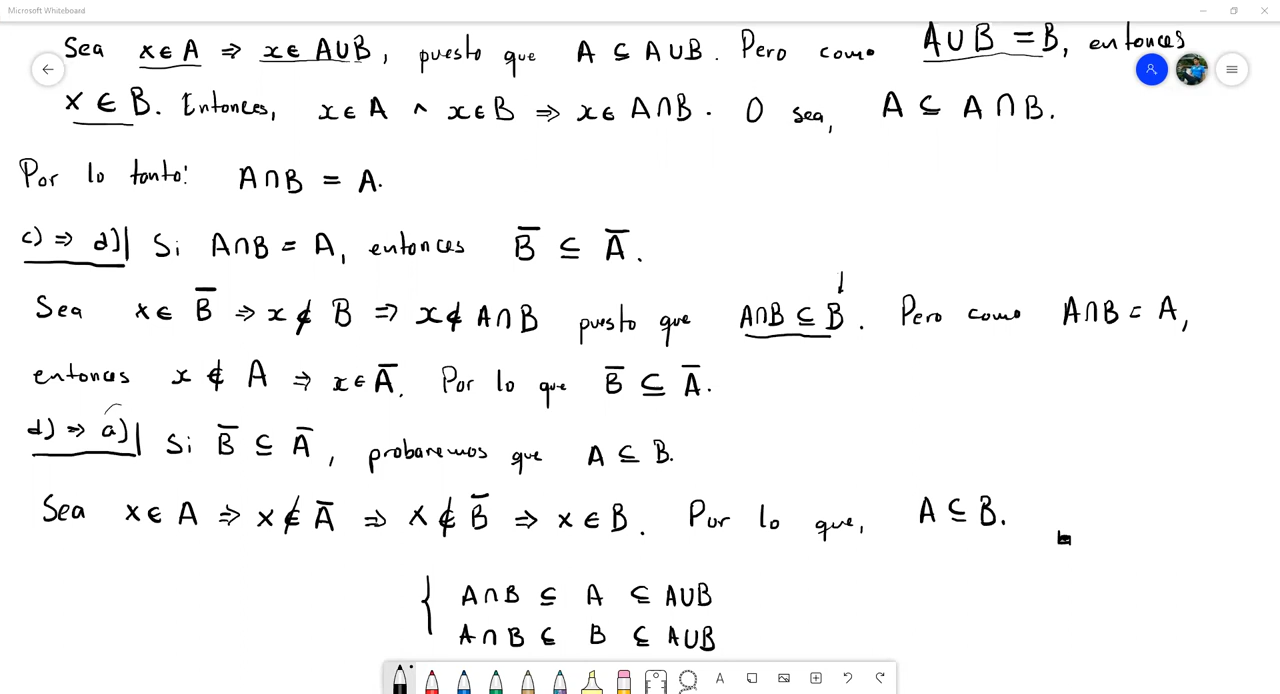 Microsoft Whiteboard
Sea x ∈ A ⇒ x ∈ A∪B, puesto que A ⊆ A∪B. Pero como A∪B = B, entonces
x ∈ B. Entonces, x ∈ A ∧ x ∈ B ⇒ x ∈ A∩B. O sea, A ⊆ A∩B.
Por lo tanto: A∩B = A.
c) ⇒ d)| Si A∩B = A, entonces B̅ ⊆ A̅.
Sea x ∈ B̅ ⇒ x ∉ B ⇒ x ∉ A∩B puesto que A∩B ⊆ B. Pero como A∩B = A,
entonces x ∉ A ⇒ x ∈ A̅. Por lo que B̅ ⊆ A̅.
d) ⇒ a)| Si B̅ ⊆ A̅, probaremos que A ⊆ B.
Sea x ∈ A ⇒ x ∉ A̅ ⇒ x ∉ B̅ ⇒ x ∈ B. Por lo que, A ⊆ B.
{ A∩B ⊆ A ⊆ A∪B
A∩B ⊆ B ⊆ A∪B